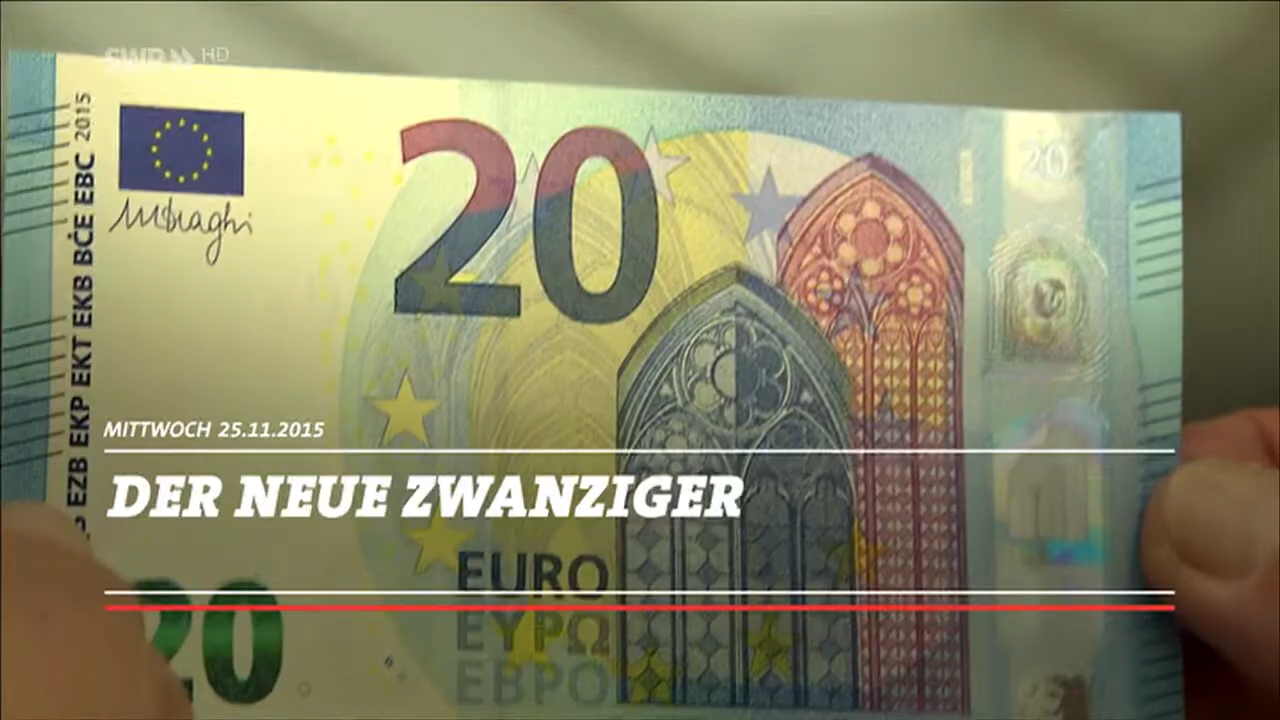 SWR HD
20
20
EZB EKP EKT EKB BĊE EBC 2015
MDraghi
MITTWOCH 25.11.2015
DER NEUE ZWANZIGER
EURO
ΕΥΡΩ
ЕВРО
20